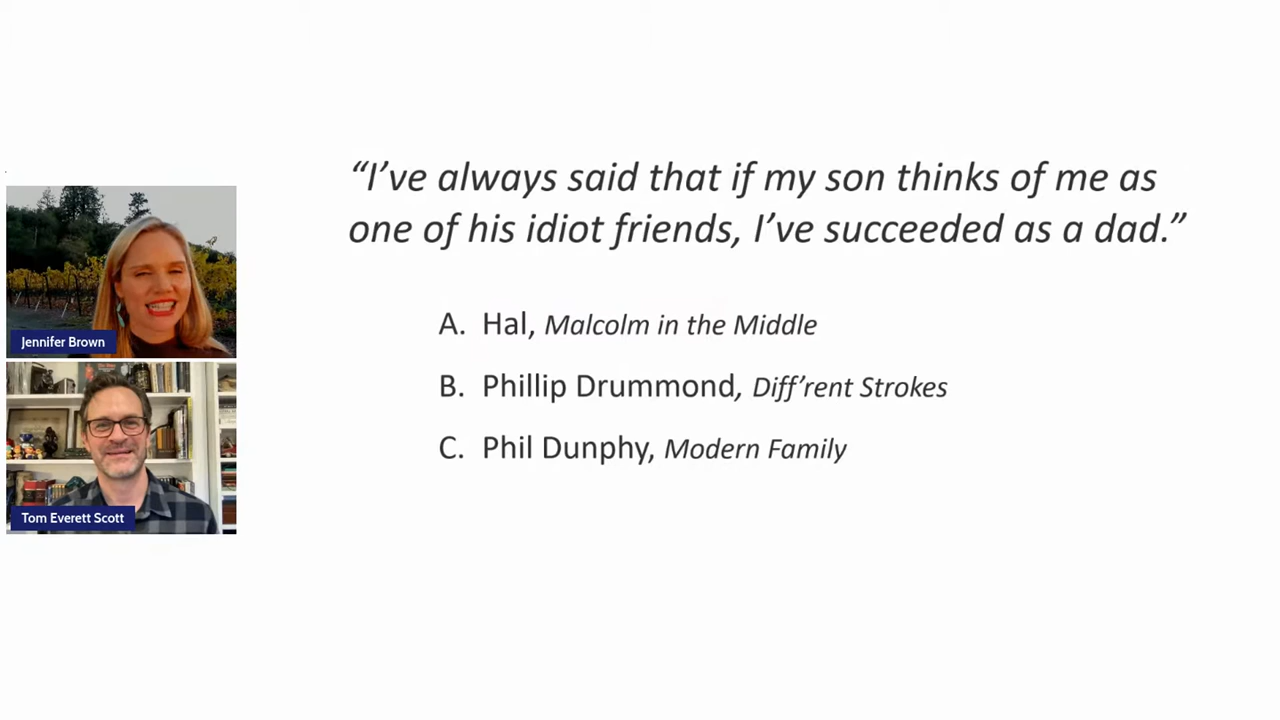 “I’ve always said that if my son thinks of me as
one of his idiot friends, I’ve succeeded as a dad.”
A. Hal, Malcolm in the Middle
B. Phillip Drummond, Diff’rent Strokes
C. Phil Dunphy, Modern Family
Jennifer Brown
Tom Everett Scott